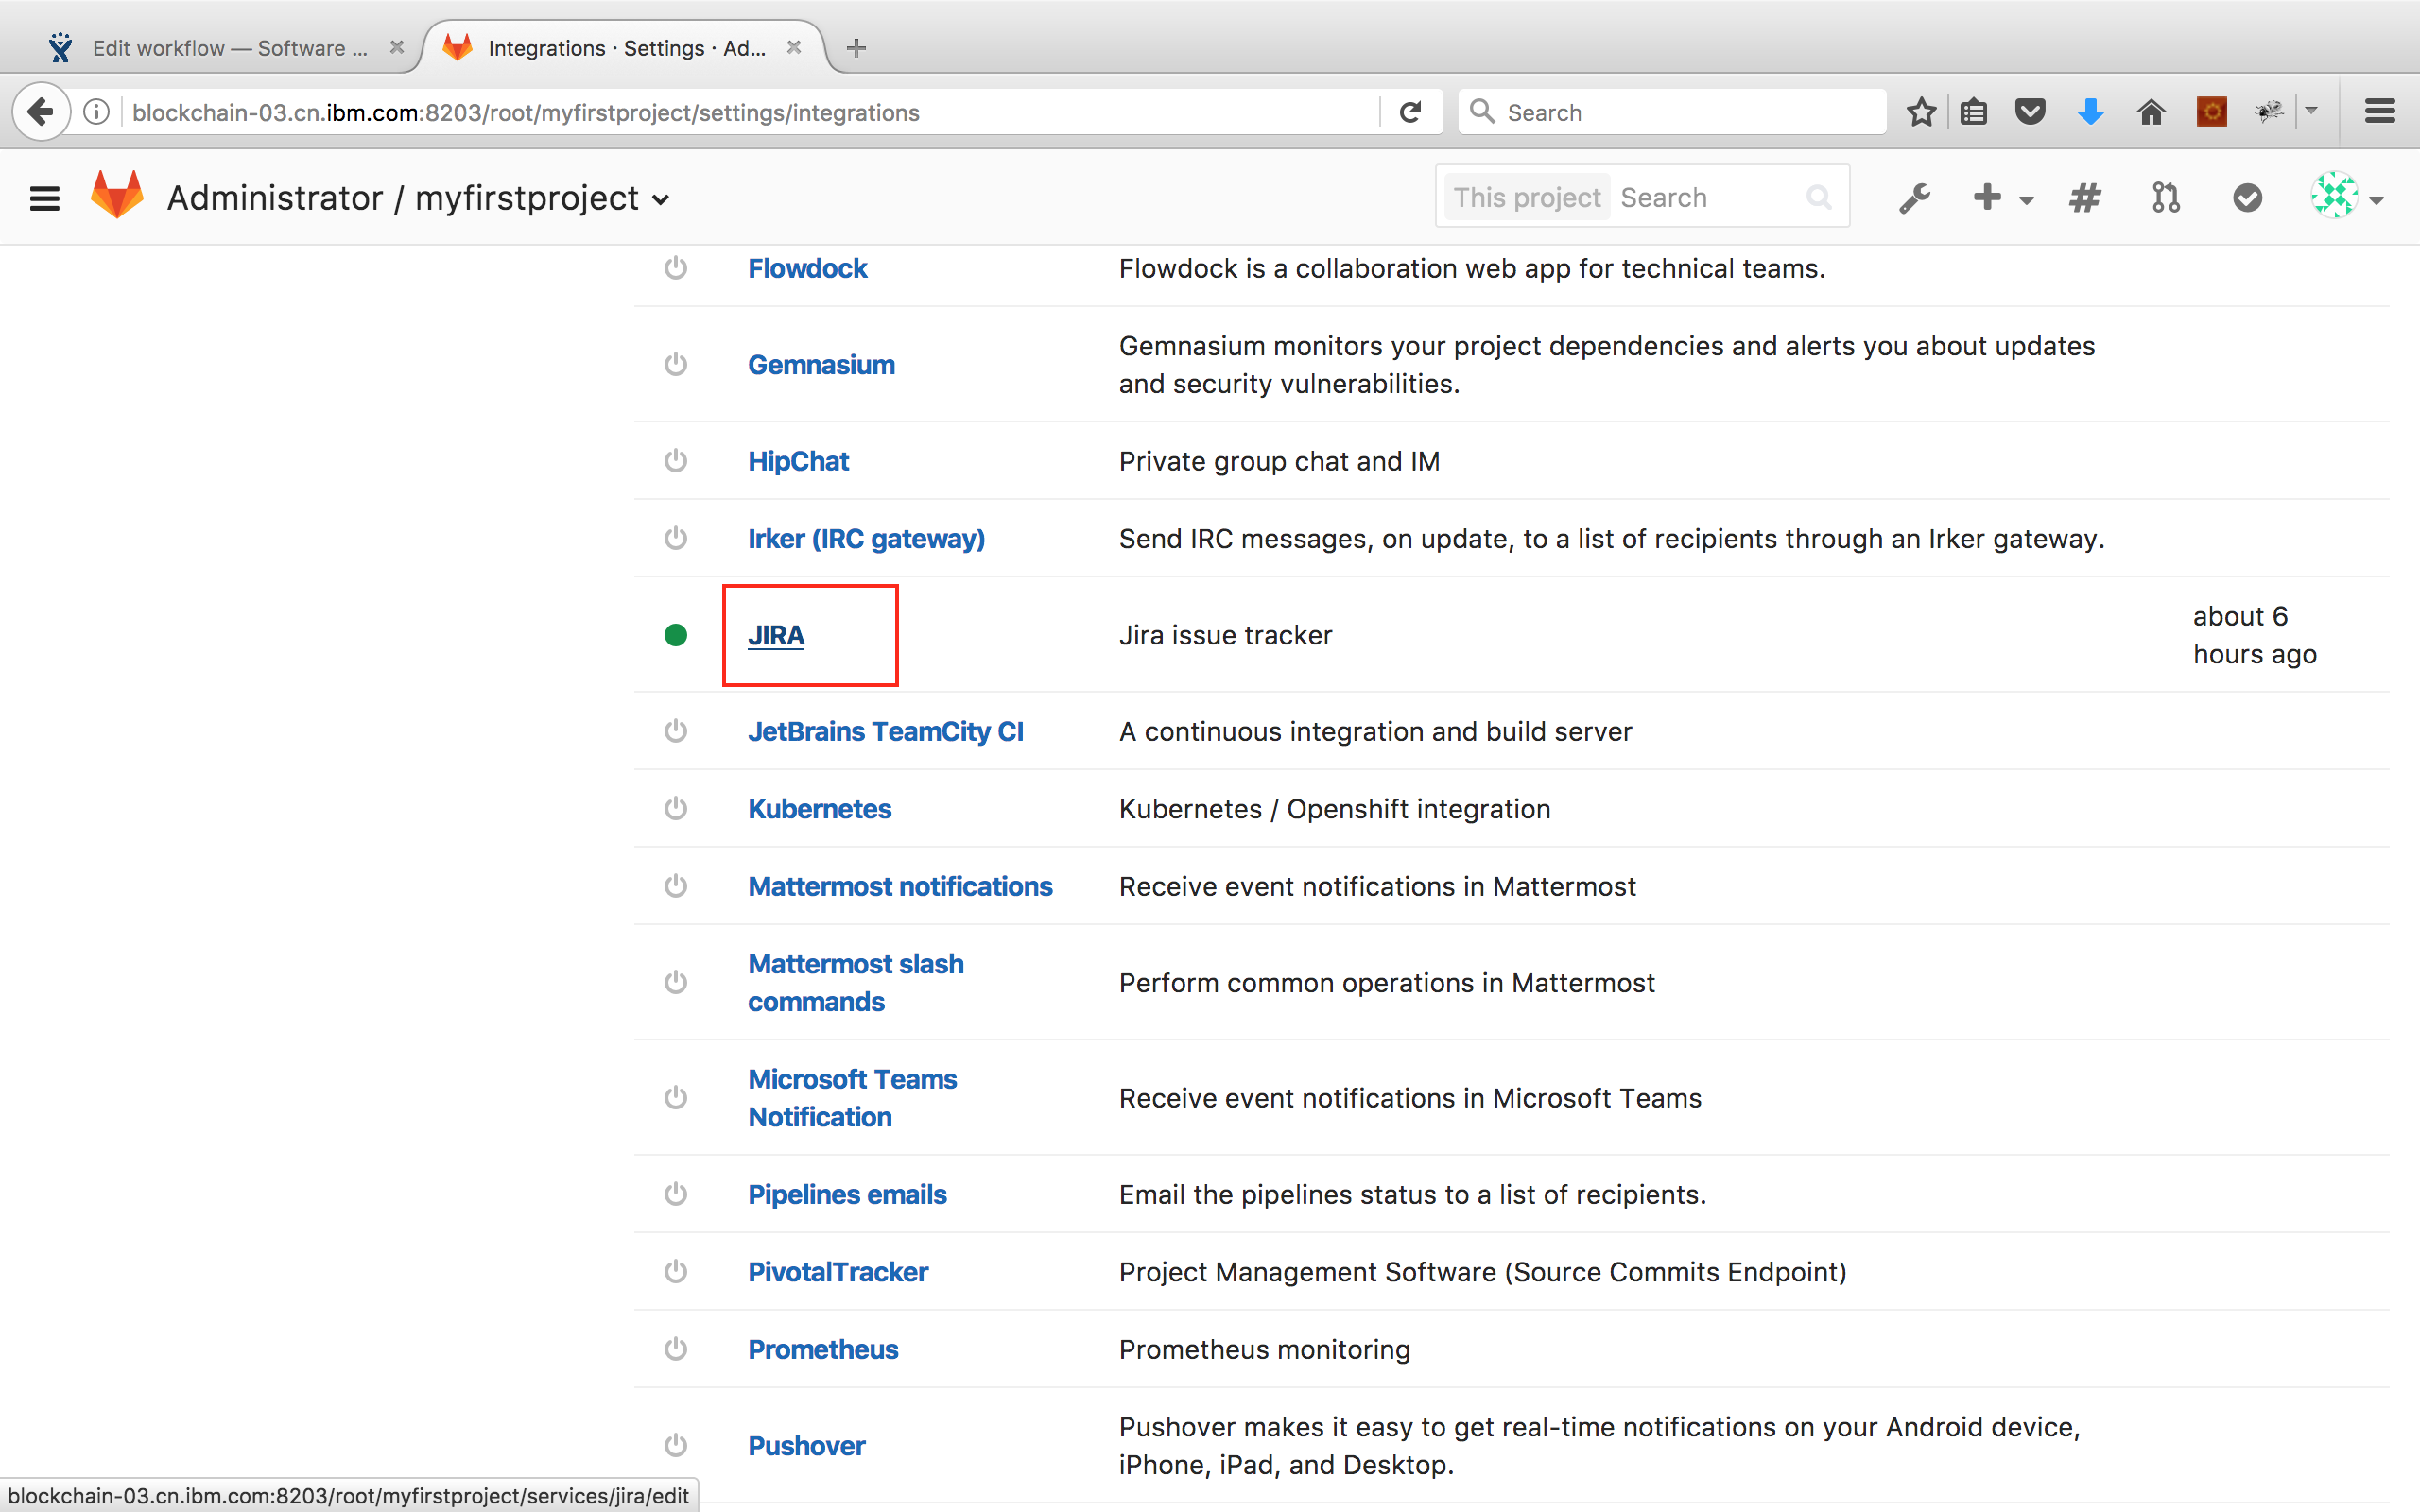 Edit workflow — Software ...
Integrations · Settings · Ad...
blockchain-03.cn.ibm.com:8203/root/myfirstproject/settings/integrations
Search
Administrator / myfirstproject
This project Search
Flowdock
Flowdock is a collaboration web app for technical teams.
Gemnasium
Gemnasium monitors your project dependencies and alerts you about updates
and security vulnerabilities.
HipChat
Private group chat and IM
Irker (IRC gateway)
Send IRC messages, on update, to a list of recipients through an Irker gateway.
JIRA
Jira issue tracker
about 6
hours ago
JetBrains TeamCity CI
A continuous integration and build server
Kubernetes
Kubernetes / Openshift integration
Mattermost notifications
Receive event notifications in Mattermost
Mattermost slash
commands
Perform common operations in Mattermost
Microsoft Teams
Notification
Receive event notifications in Microsoft Teams
Pipelines emails
Email the pipelines status to a list of recipients.
PivotalTracker
Project Management Software (Source Commits Endpoint)
Prometheus
Prometheus monitoring
Pushover
Pushover makes it easy to get real-time notifications on your Android device,
iPhone, iPad, and Desktop.
blockchain-03.cn.ibm.com:8203/root/myfirstproject/services/jira/edit